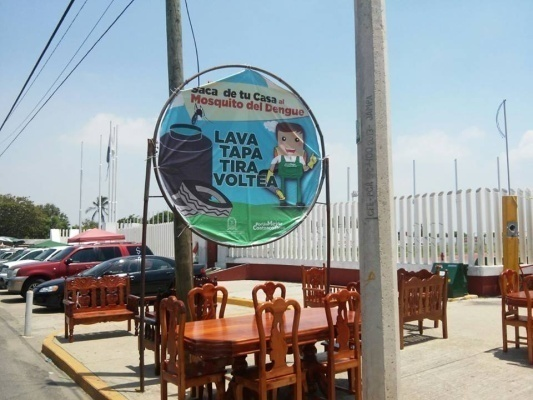 Saca de tu Casa al
Mosquito del Dengue
LAVA
TAPA
TIRA
VOLTEA